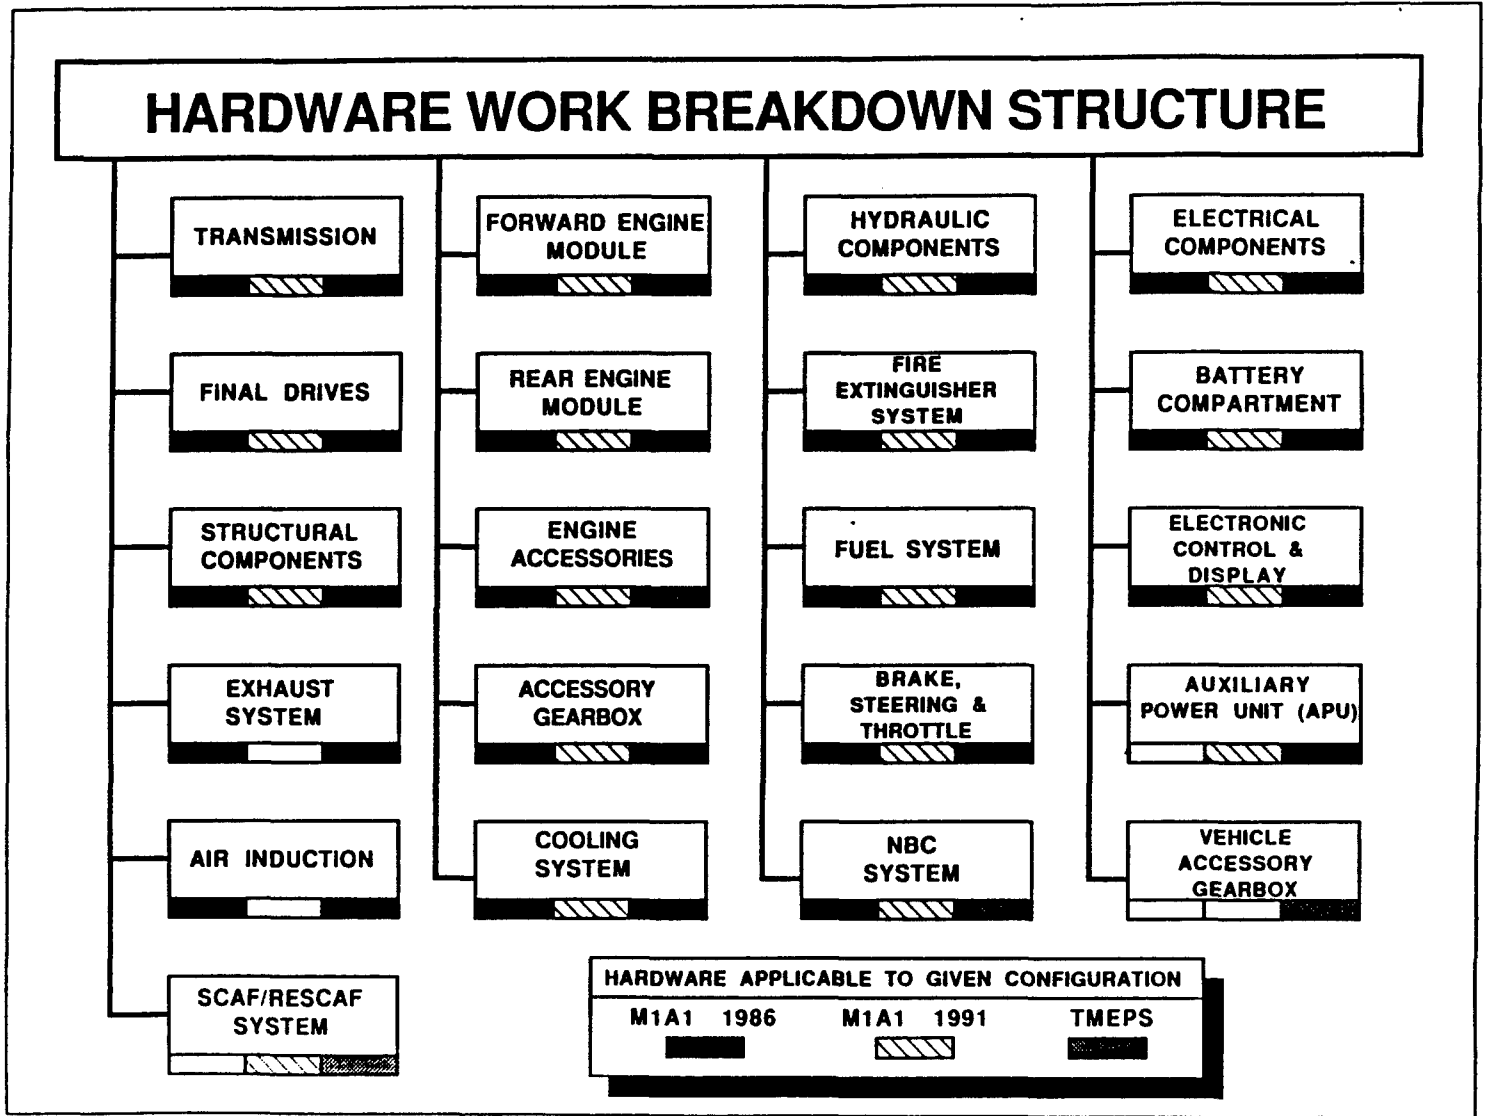 HARDWARE WORK BREAKDOWN STRUCTURE
TRANSMISSION
FINAL DRIVES
STRUCTURAL
COMPONENTS
EXHAUST
SYSTEM
AIR INDUCTION
SCAF/RESCAF
SYSTEM
FORWARD ENGINE
MODULE
REAR ENGINE
MODULE
ENGINE
ACCESSORIES
ACCESSORY
GEARBOX
COOLING
SYSTEM
HYDRAULIC
COMPONENTS
FIRE
EXTINGUISHER
SYSTEM
FUEL SYSTEM
BRAKE,
STEERING &
THROTTLE
NBC
SYSTEM
ELECTRICAL
COMPONENTS
BATTERY
COMPARTMENT
ELECTRONIC
CONTROL &
DISPLAY
AUXILIARY
POWER UNIT (APU)
VEHICLE
ACCESSORY
GEARBOX
HARDWARE APPLICABLE TO GIVEN CONFIGURATION
M1A1 1986 M1A1 1991 TMEPS